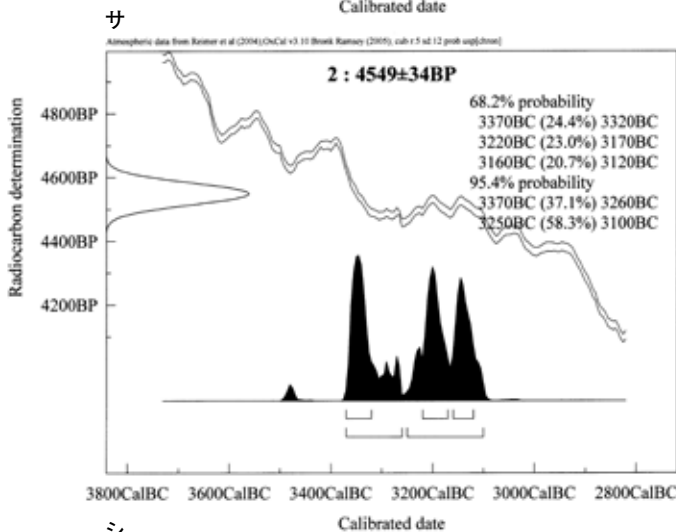 Calibrated date
サ
Atmospheric data from Reimer et al (2004);OxCal v3.10 Bronk Ramsey (2005); cub r:5 sd:12 prob usp[chron]
2 : 4549±34BP
68.2% probability
3370BC (24.4%) 3320BC
3220BC (23.0%) 3170BC
3160BC (20.7%) 3120BC
95.4% probability
3370BC (37.1%) 3260BC
3250BC (58.3%) 3100BC
Radiocarbon determination
4800BP
4600BP
4400BP
4200BP
3800CalBC 3600CalBC 3400CalBC 3200CalBC 3000CalBC 2800CalBC
Calibrated date
シ